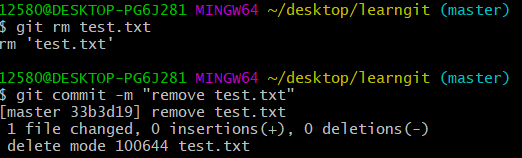 12580@DESKTOP-PG6J281 MINGW64 ~/desktop/learngit (master)
$ git rm test.txt
rm 'test.txt'
12580@DESKTOP-PG6J281 MINGW64 ~/desktop/learngit (master)
$ git commit -m "remove test.txt"
[master 33b3d19] remove test.txt
1 file changed, 0 insertions(+), 0 deletions(-)
delete mode 100644 test.txt